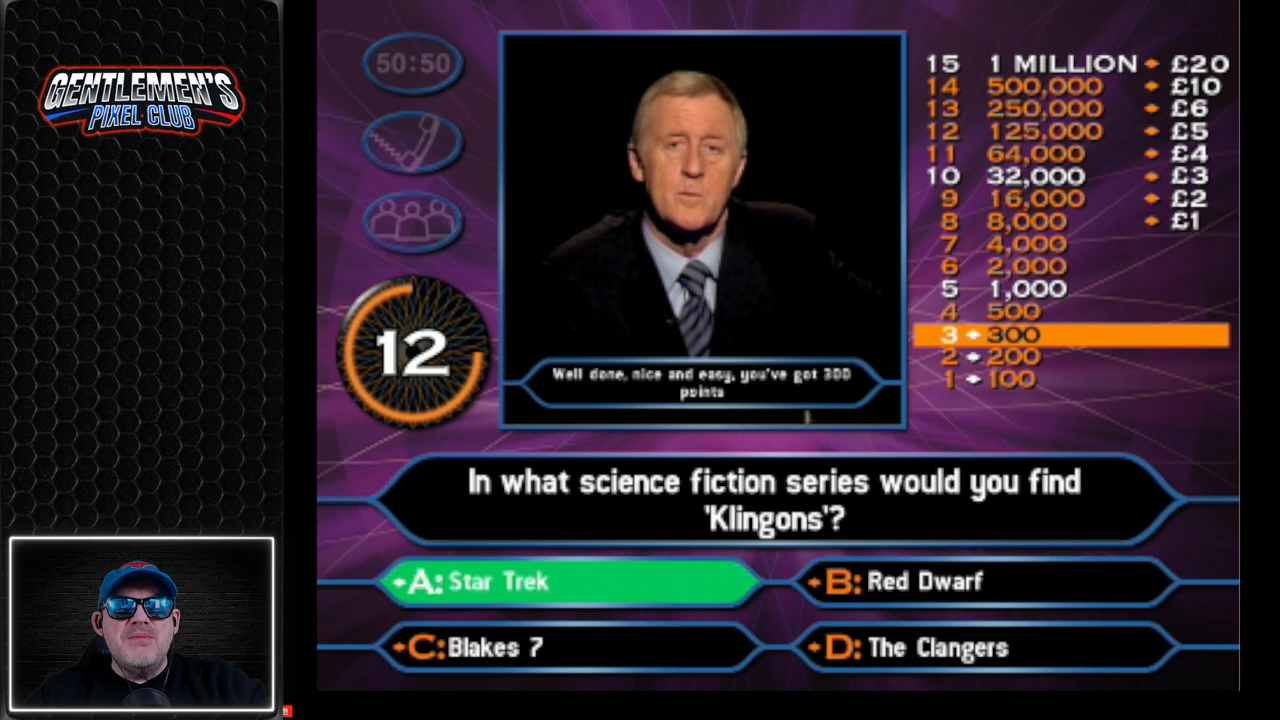 GENTLEMEN'S
PIXEL CLUB
50:50
15 1 MILLION £20
14 500,000 £10
13 250,000 £6
12 125,000 £5
11 64,000 £4
10 32,000 £3
9 16,000 £2
8 8,000 £1
7 4,000
6 2,000
5 1,000
4 500
3 300
2 200
1 100
12
Well done, nice and easy, you've got 300
points
In what science fiction series would you find
'Klingons'?
A: Star Trek
B: Red Dwarf
C: Blakes 7
D: The Clangers